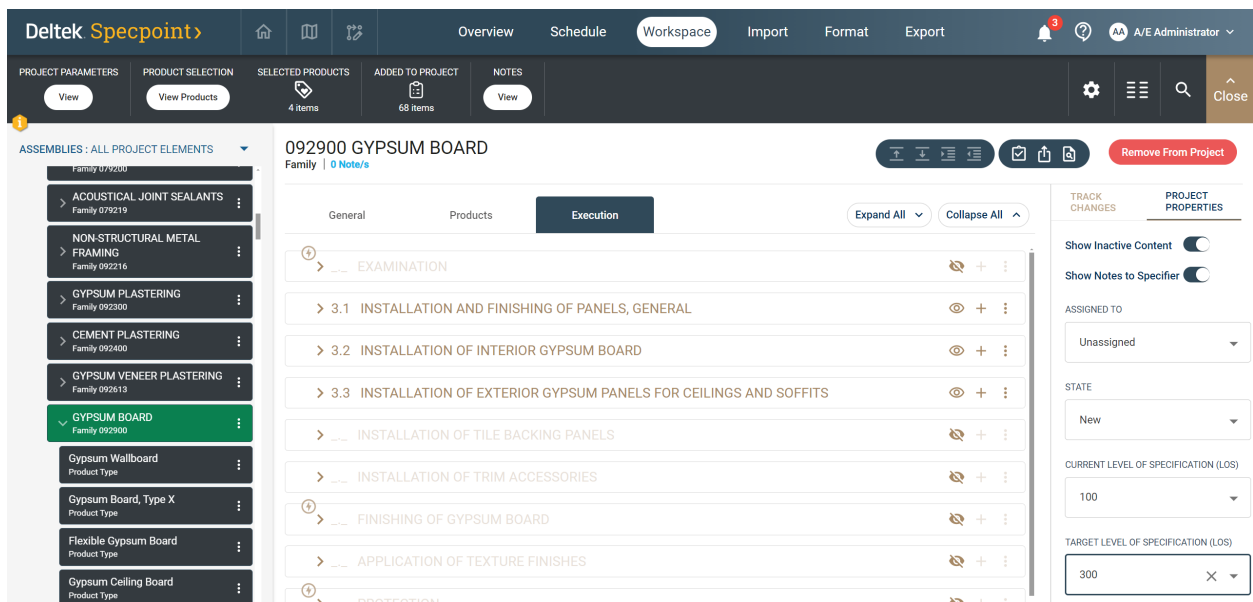 Deltek Specpoint>
Overview
Schedule
Workspace
Import
Format
Export
3
AA
A/E Administrator
PROJECT PARAMETERS
View
PRODUCT SELECTION
View Products
SELECTED PRODUCTS
4 items
ADDED TO PROJECT
68 items
NOTES
View
Close
ASSEMBLIES : ALL PROJECT ELEMENTS
Family 079200
ACOUSTICAL JOINT SEALANTS
Family 079219
NON-STRUCTURAL METAL
FRAMING
Family 092216
GYPSUM PLASTERING
Family 092300
CEMENT PLASTERING
Family 092400
GYPSUM VENEER PLASTERING
Family 092613
GYPSUM BOARD
Family 092900
Gypsum Wallboard
Product Type
Gypsum Board, Type X
Product Type
Flexible Gypsum Board
Product Type
Gypsum Ceiling Board
Product Type
092900 GYPSUM BOARD
Family | 0 Note/s
Remove From Project
General
Products
Execution
Expand All
Collapse All
_._ EXAMINATION
3.1 INSTALLATION AND FINISHING OF PANELS, GENERAL
3.2 INSTALLATION OF INTERIOR GYPSUM BOARD
3.3 INSTALLATION OF EXTERIOR GYPSUM PANELS FOR CEILINGS AND SOFFITS
_._ INSTALLATION OF TILE BACKING PANELS
_._ INSTALLATION OF TRIM ACCESSORIES
_._ FINISHING OF GYPSUM BOARD
_._ APPLICATION OF TEXTURE FINISHES
PROTECTION
TRACK
CHANGES
PROJECT
PROPERTIES
Show Inactive Content
Show Notes to Specifier
ASSIGNED TO
Unassigned
STATE
New
CURRENT LEVEL OF SPECIFICATION (LOS)
100
TARGET LEVEL OF SPECIFICATION (LOS)
300